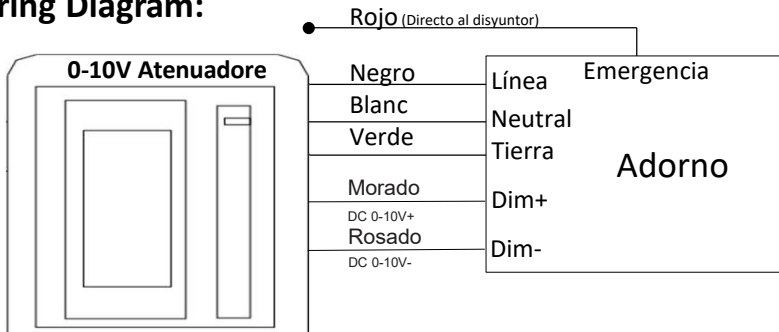 ring Diagram:
Rojo (Directo al disyuntor)
0-10V Atenuadore
Negro
Blanc
Verde
Morado
DC 0-10V+
Rosado
DC 0-10V-
Línea
Emergencia
Neutral
Tierra
Adorno
Dim+
Dim-